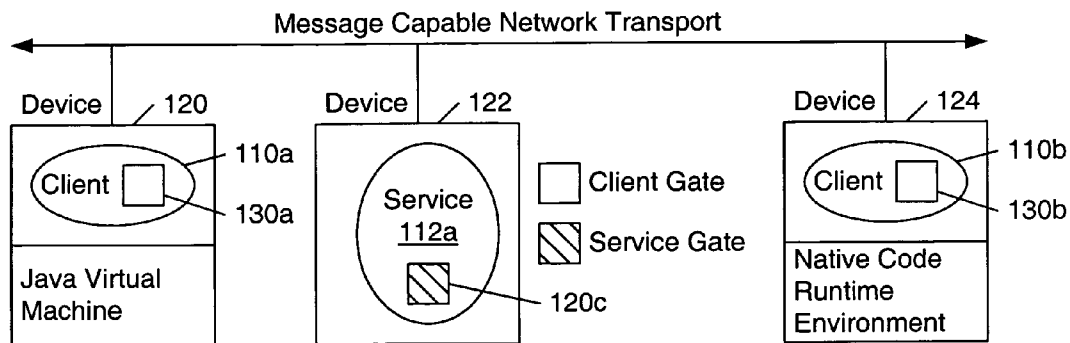 Message Capable Network Transport
Device 120
110a
Client
130a
Java Virtual
Machine
Device 122
Service
112a
120c
Client Gate
Service Gate
Device 124
110b
Client
130b
Native Code
Runtime
Environment